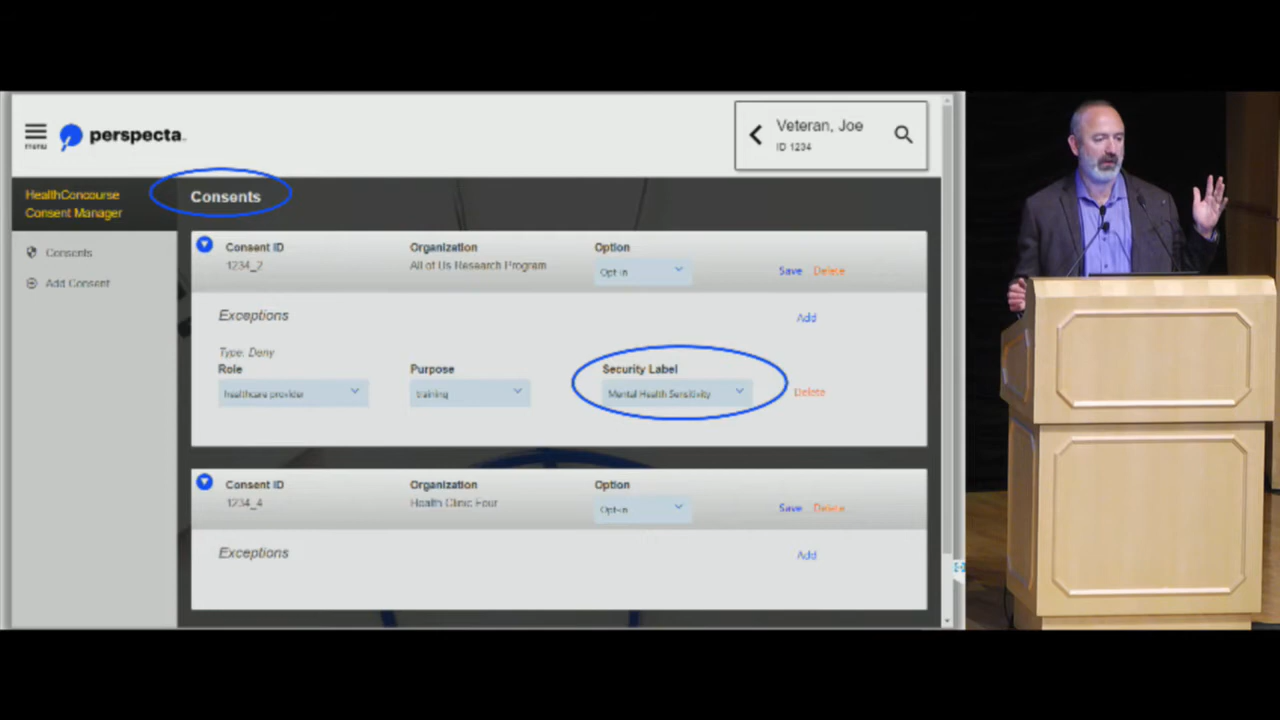 menu
perspecta
Veteran, Joe
ID 1234
HealthConcourse
Consent Manager
Consents
Add Consent
Consents
Consent ID
Organization
Option
1234_2
All of Us Research Program
Opt-in
Save
Delete
Exceptions
Add
Type: Deny
Role
Purpose
Security Label
healthcare provider
training
Mental Health Sensitivity
Delete
Consent ID
Organization
Option
1234_4
Health Clinic Four
Opt-in
Save
Delete
Exceptions
Add